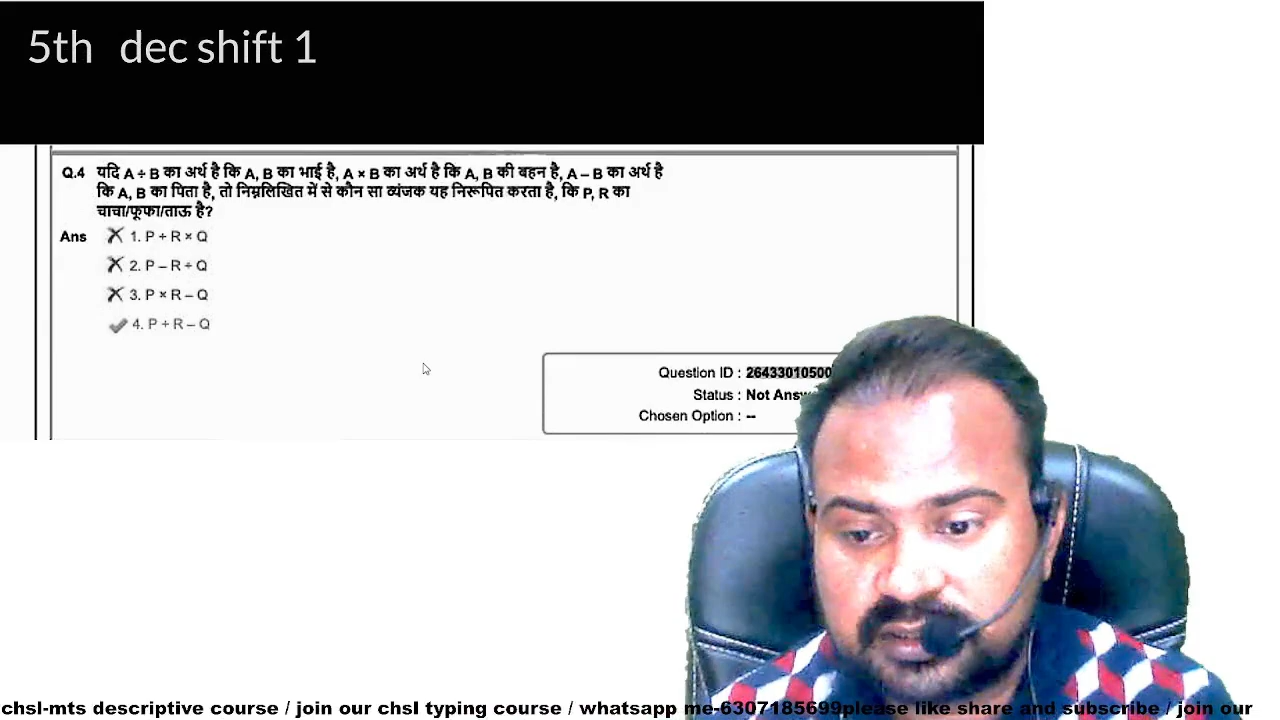 5th dec shift 1
Q.4 यदि A ÷ B का अर्थ है कि A, B का भाई है, A × B का अर्थ है कि A, B की बहन है, A – B का अर्थ है
कि A, B का पिता है, तो निम्नलिखित में से कौन सा व्यंजक यह निरूपित करता है, कि P, R का
चाचा/फूफा/ताऊ है?
Ans 1. P ÷ R × Q
2. P – R ÷ Q
3. P × R – Q
4. P ÷ R – Q
Question ID : 26433010500
Status : Not Answ
Chosen Option : --
chsl-mts descriptive course / join our chsl typing course / whatsapp me-6307185699please like share and subscribe / join our